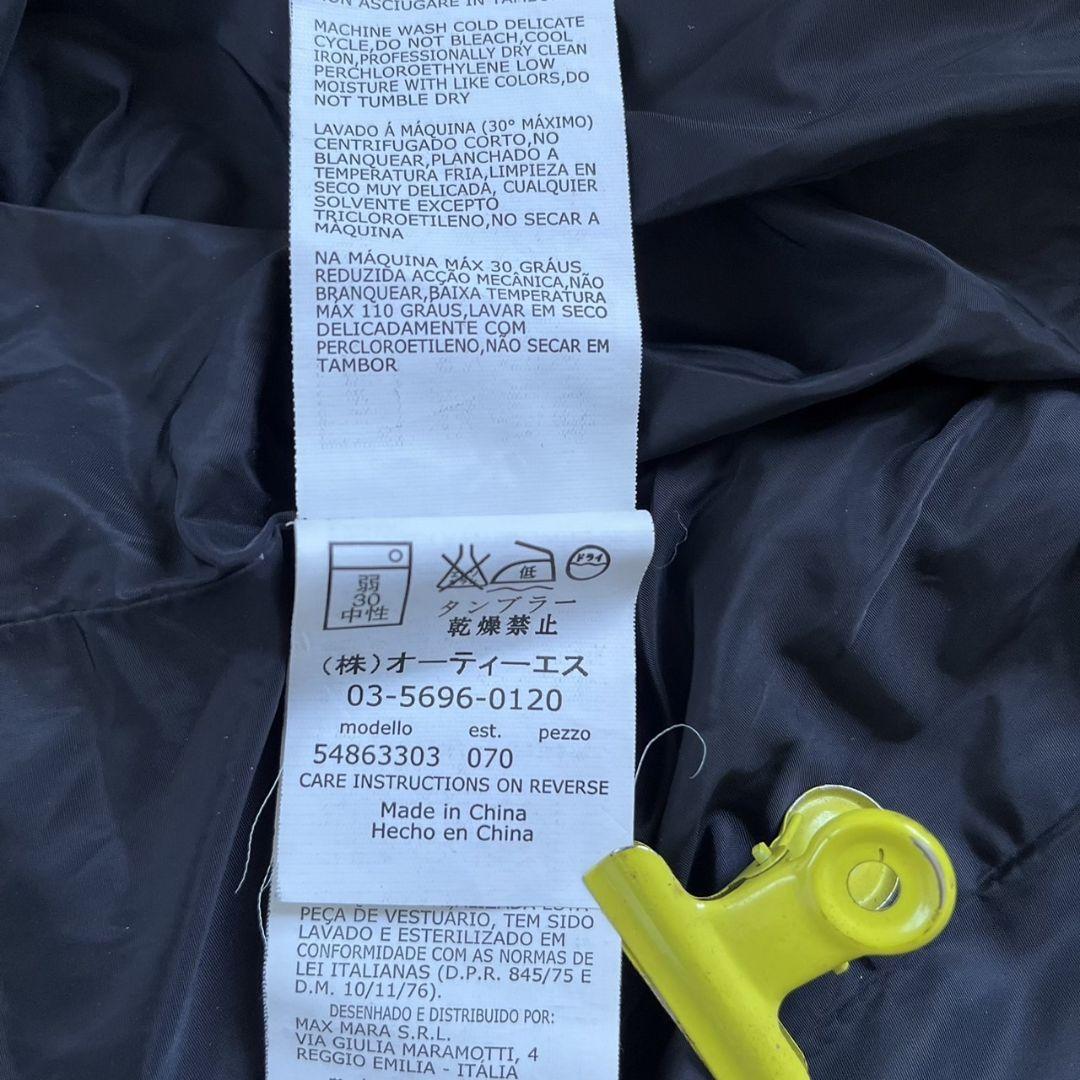 NON ASCIUGARE IN
MACHINE WASH COLD DELICATE
CYCLE,DO NOT BLEACH,COOL
IRON,PROFESSIONALLY DRY CLEAN
PERCHLOROETHYLENE LOW
MOISTURE WITH LIKE COLORS,DO
NOT TUMBLE DRY
LAVADO Á MÁQUINA (30° MÁXIMO)
CENTRIFUGADO CORTO,NO
BLANQUEAR,PLANCHADO A
TEMPERATURA FRIA,LIMPIEZA EN
SECO MUY DELICADA, CUALQUIER
SOLVENTE EXCEPTO
TRICLOROETILENO,NO SECAR A
MÁQUINA
NA MÁQUINA MÁX 30 GRÁUS,
REDUZIDA ACÇÃO MECÂNICA,NÃO
BRANQUEAR,BAIXA TEMPERATURA
MÁX 110 GRÁUS,LAVAR EM SECO
DELICADAMENTE COM
PERCLOROETILENO,NÃO SECAR EM
TAMBOR
弱
30
中性
低
ドライ
タンブラー
乾燥禁止
(株)オーティーエス
03-5696-0120
modello est. pezzo
54863303 070
CARE INSTRUCTIONS ON REVERSE
Made in China
Hecho en China
PEÇA DE VESTUÁRIO, TEM SIDO
LAVADO E ESTERILIZADO EM
CONFORMIDADE COM AS NORMAS DE
LEI ITALIANAS (D.P.R. 845/75 E
D.M. 10/11/76).
DESENHADO E DISTRIBUIDO POR:
MAX MARA S.R.L.
VIA GIULIA MARAMOTTI, 4
REGGIO EMILIA - ITÁLIA